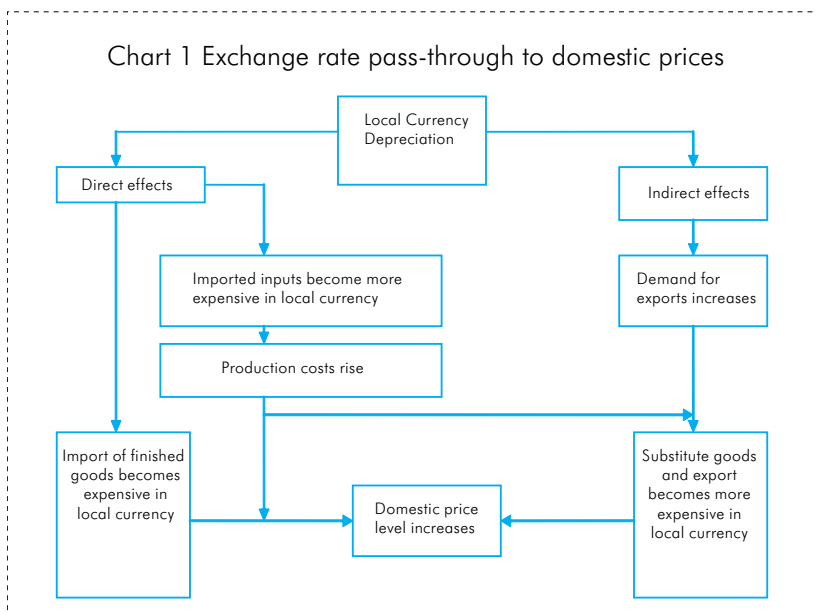 Chart 1 Exchange rate pass-through to domestic prices
Local Currency
Depreciation
Direct effects
Indirect effects
Imported inputs become more
expensive in local currency
Demand for
exports increases
Production costs rise
Import of finished
goods becomes
expensive in
local currency
Domestic price
level increases
Substitute goods
and export
becomes more
expensive in
local currency